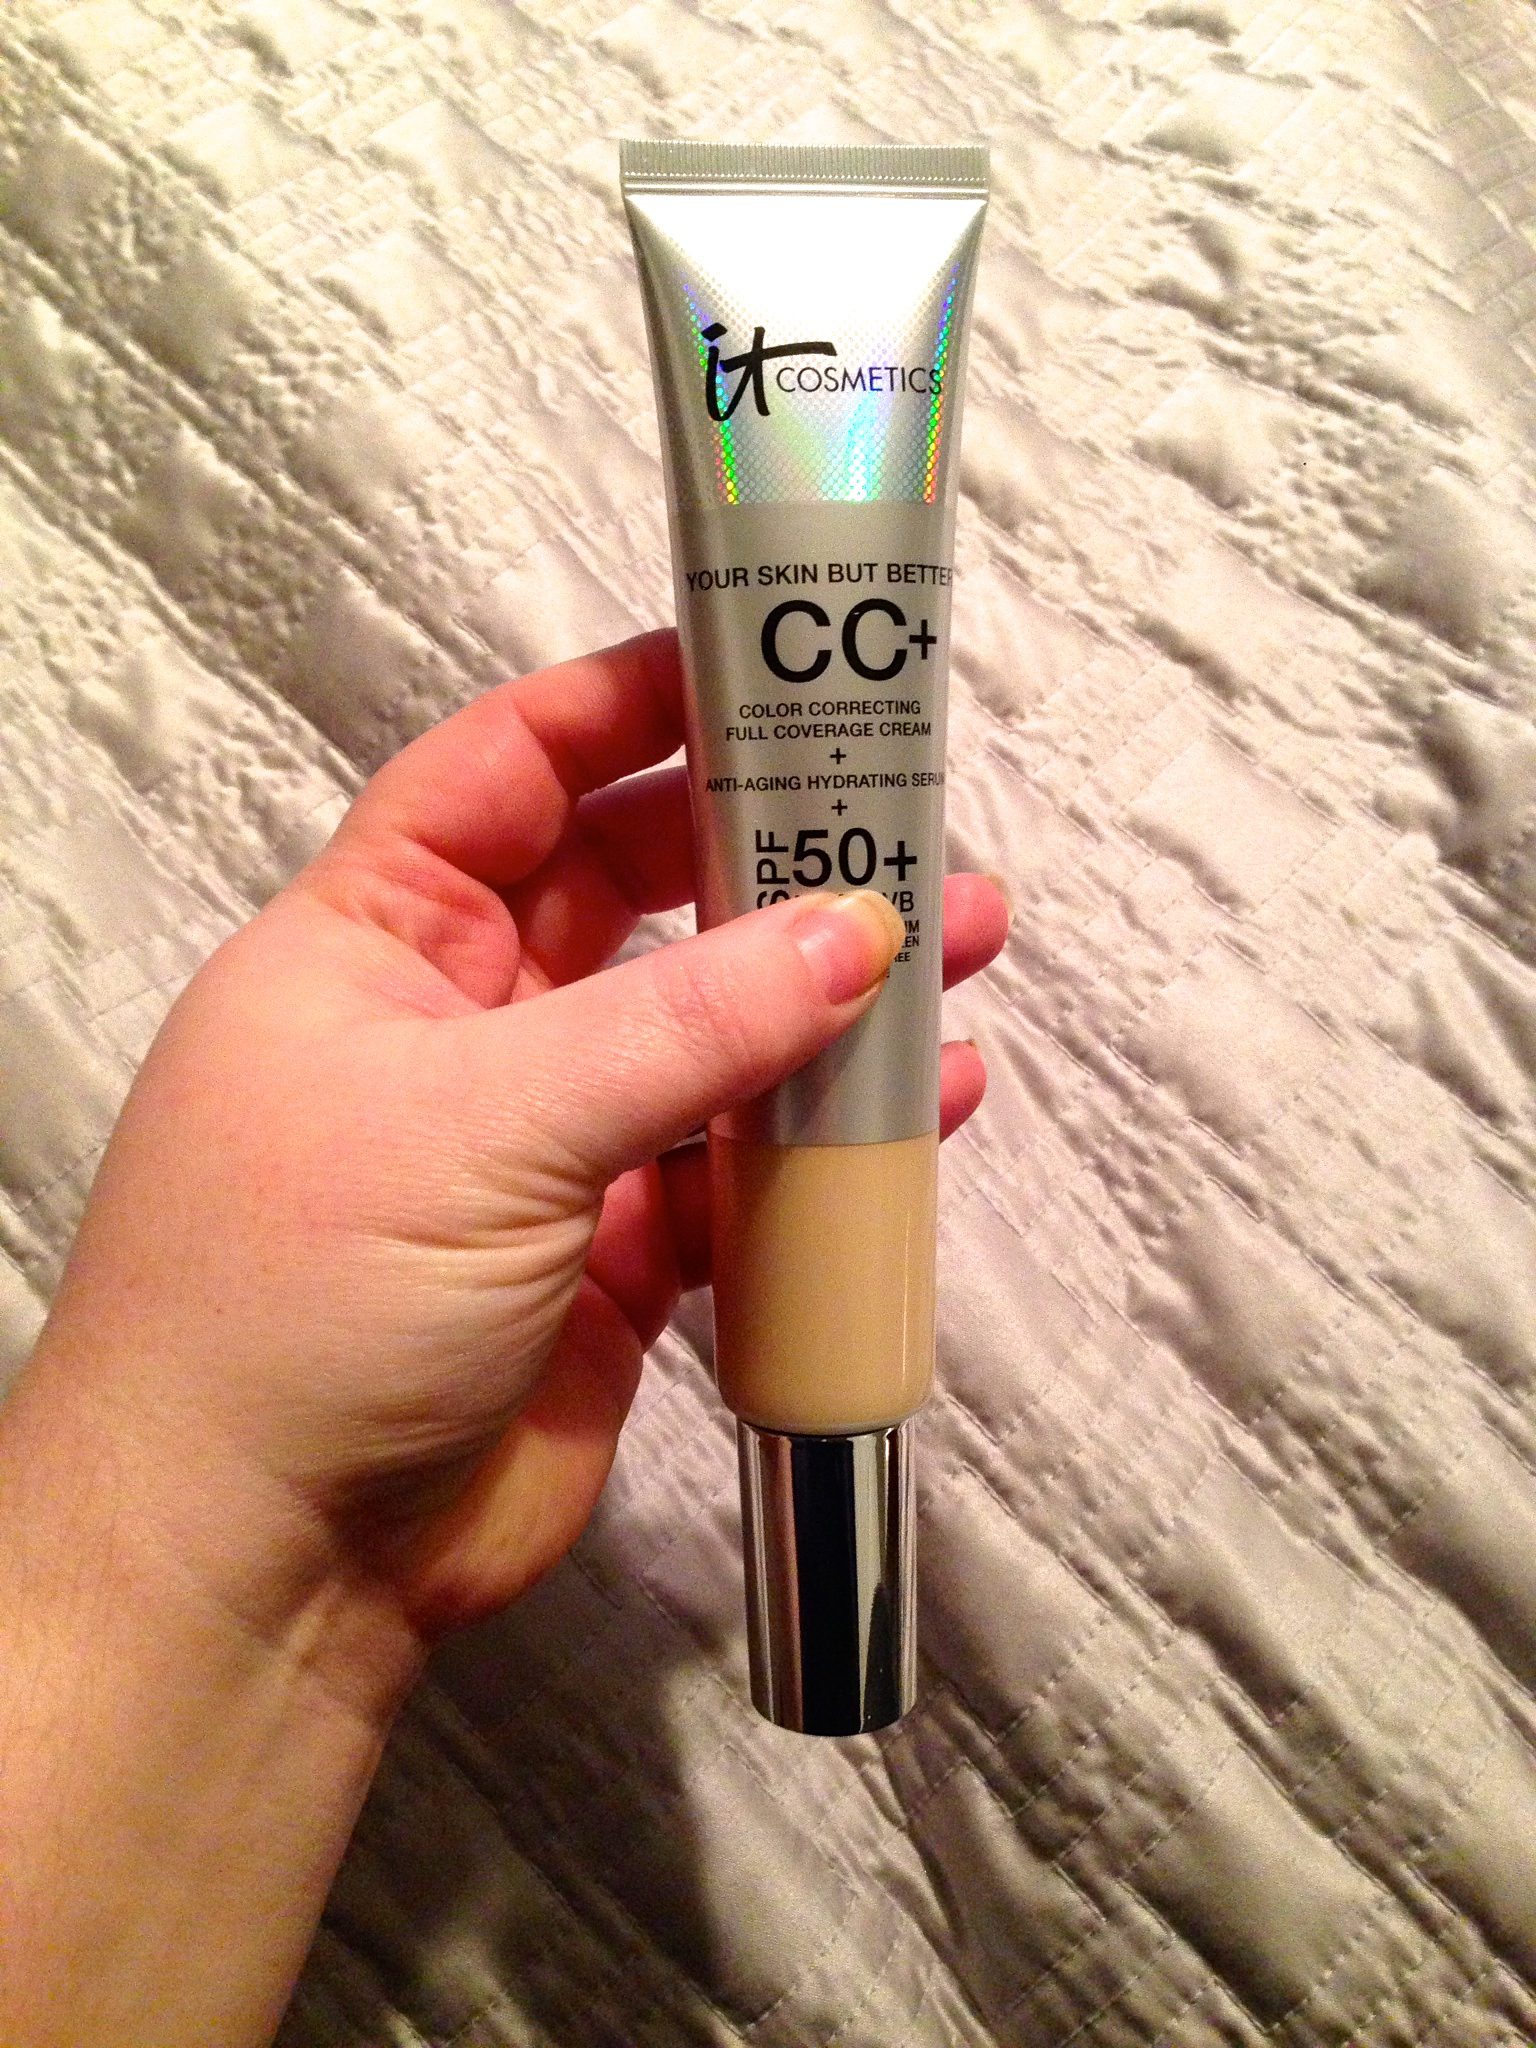 it COSMETICS
YOUR SKIN BUT BETTER
CC+
COLOR CORRECTING
FULL COVERAGE CREAM
+
ANTI-AGING HYDRATING SERUM
+
SPF 50+